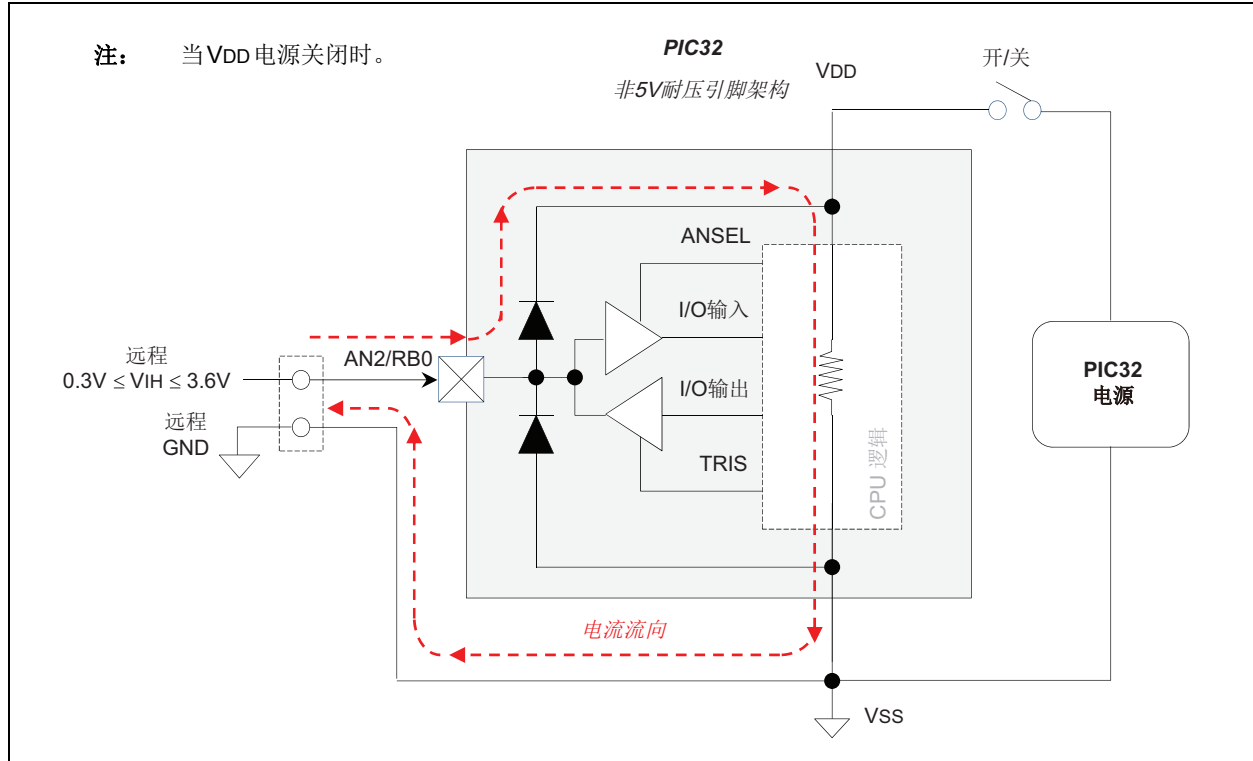 注： 当VDD 电源关闭时。
PIC32
非5V耐压引脚架构
VDD
开/关
ANSEL
I/O输入
远程
0.3V ≤ VIH ≤ 3.6V
AN2/RB0
I/O输出
远程
GND
TRIS
CPU 逻辑
PIC32
电源
电流流向
VSS